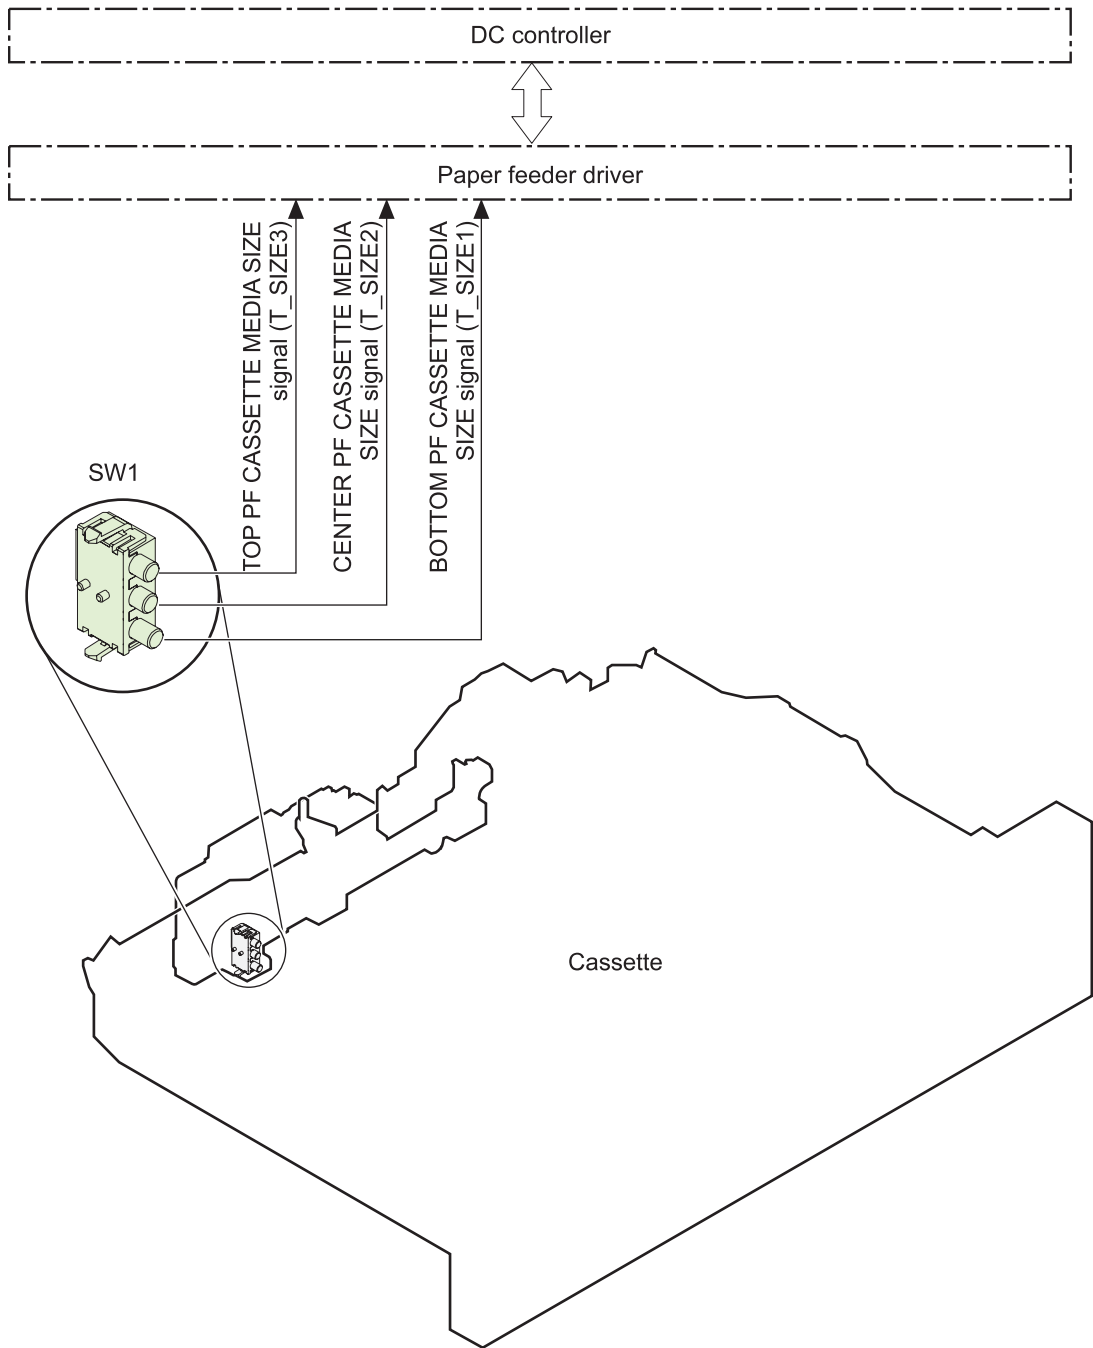 DC controller
Paper feeder driver
TOP PF CASSETTE MEDIA SIZE
signal (T_SIZE3)
CENTER PF CASSETTE MEDIA
SIZE signal (T_SIZE2)
BOTTOM PF CASSETTE MEDIA
SIZE signal (T_SIZE1)
SW1
Cassette